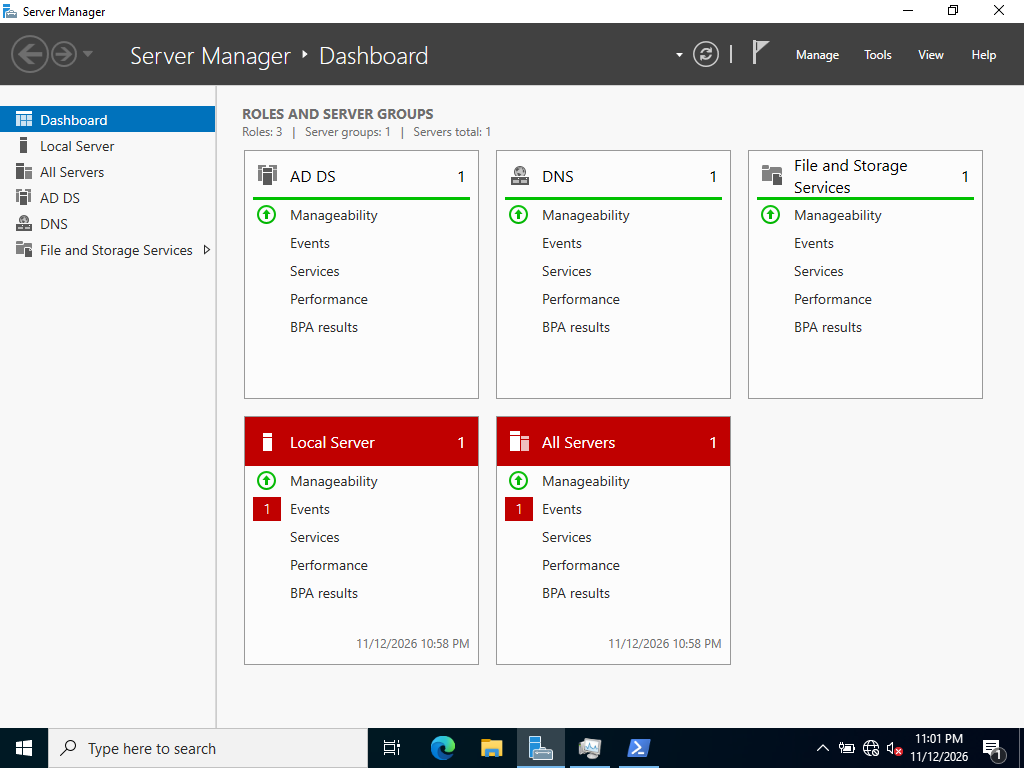 Server Manager
Server Manager ‣ Dashboard
Manage Tools View Help
Dashboard
Local Server
All Servers
AD DS
DNS
File and Storage Services
ROLES AND SERVER GROUPS
Roles: 3 | Server groups: 1 | Servers total: 1
AD DS 1
Manageability
Events
Services
Performance
BPA results
DNS 1
Manageability
Events
Services
Performance
BPA results
File and Storage
Services 1
Manageability
Events
Services
Performance
BPA results
Local Server 1
Manageability
1 Events
Services
Performance
BPA results
11/12/2026 10:58 PM
All Servers 1
Manageability
1 Events
Services
Performance
BPA results
11/12/2026 10:58 PM
Type here to search
11:01 PM
11/12/2026
1